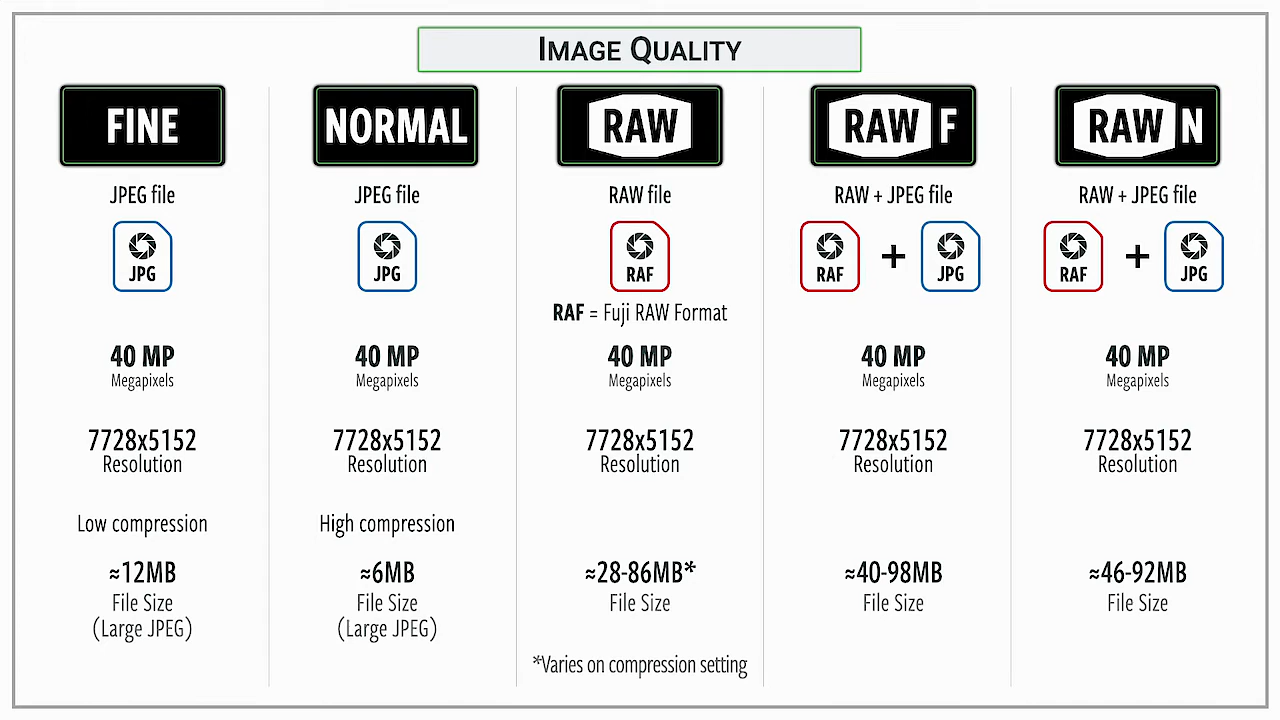 IMAGE QUALITY
FINE
JPEG file
JPG
40 MP
Megapixels
7728x5152
Resolution
Low compression
≈12MB
File Size
(Large JPEG)
NORMAL
JPEG file
JPG
40 MP
Megapixels
7728x5152
Resolution
High compression
≈6MB
File Size
(Large JPEG)
RAW
RAW file
RAF
RAF = Fuji RAW Format
40 MP
Megapixels
7728x5152
Resolution
≈28-86MB*
File Size
*Varies on compression setting
RAW F
RAW + JPEG file
RAF + JPG
40 MP
Megapixels
7728x5152
Resolution
≈40-98MB
File Size
RAW N
RAW + JPEG file
RAF + JPG
40 MP
Megapixels
7728x5152
Resolution
≈46-92MB
File Size